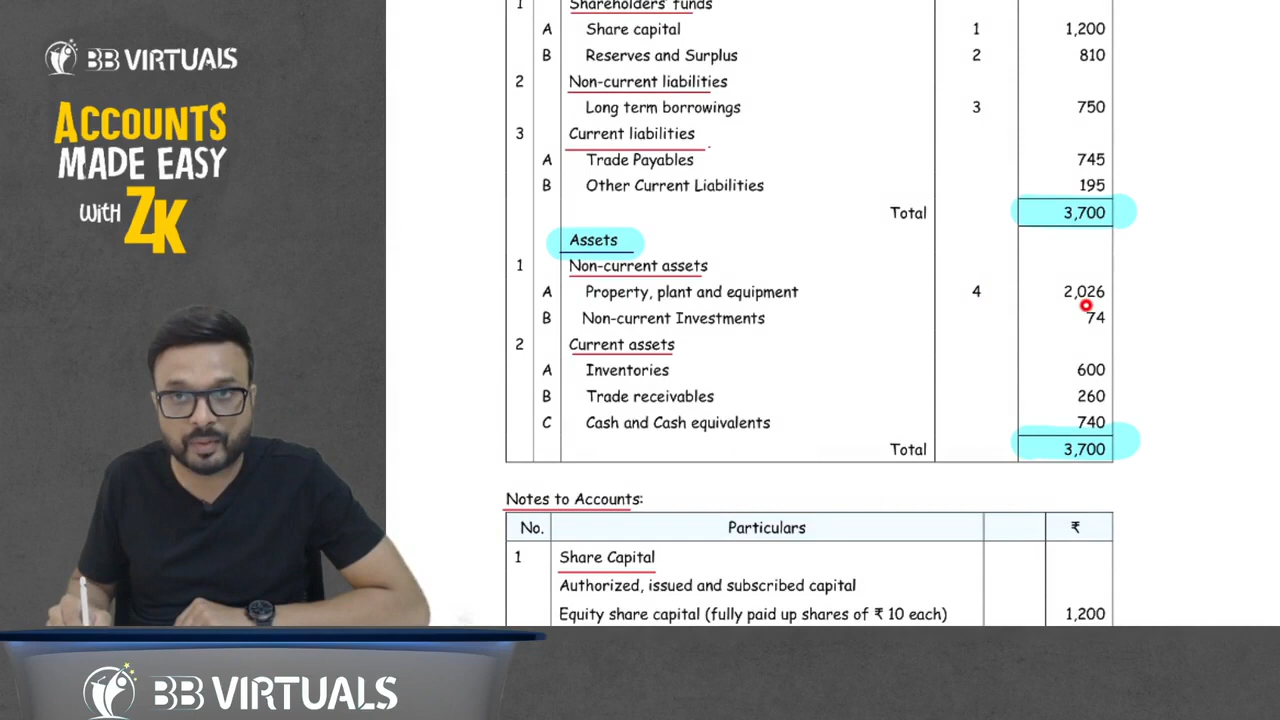 BB VIRTUALS
ACCOUNTS
MADE EASY
with ZK
1 Shareholders' funds
A Share capital 1 1,200
B Reserves and Surplus 2 810
2 Non-current liabilities
Long term borrowings 3 750
3 Current liabilities
A Trade Payables 745
B Other Current Liabilities 195
Total 3,700
Assets
1 Non-current assets
A Property, plant and equipment 4 2,026
B Non-current Investments 74
2 Current assets
A Inventories 600
B Trade receivables 260
C Cash and Cash equivalents 740
Total 3,700
Notes to Accounts:
No. Particulars ₹
1 Share Capital
Authorized, issued and subscribed capital
Equity share capital (fully paid up shares of ₹ 10 each) 1,200
BB VIRTUALS